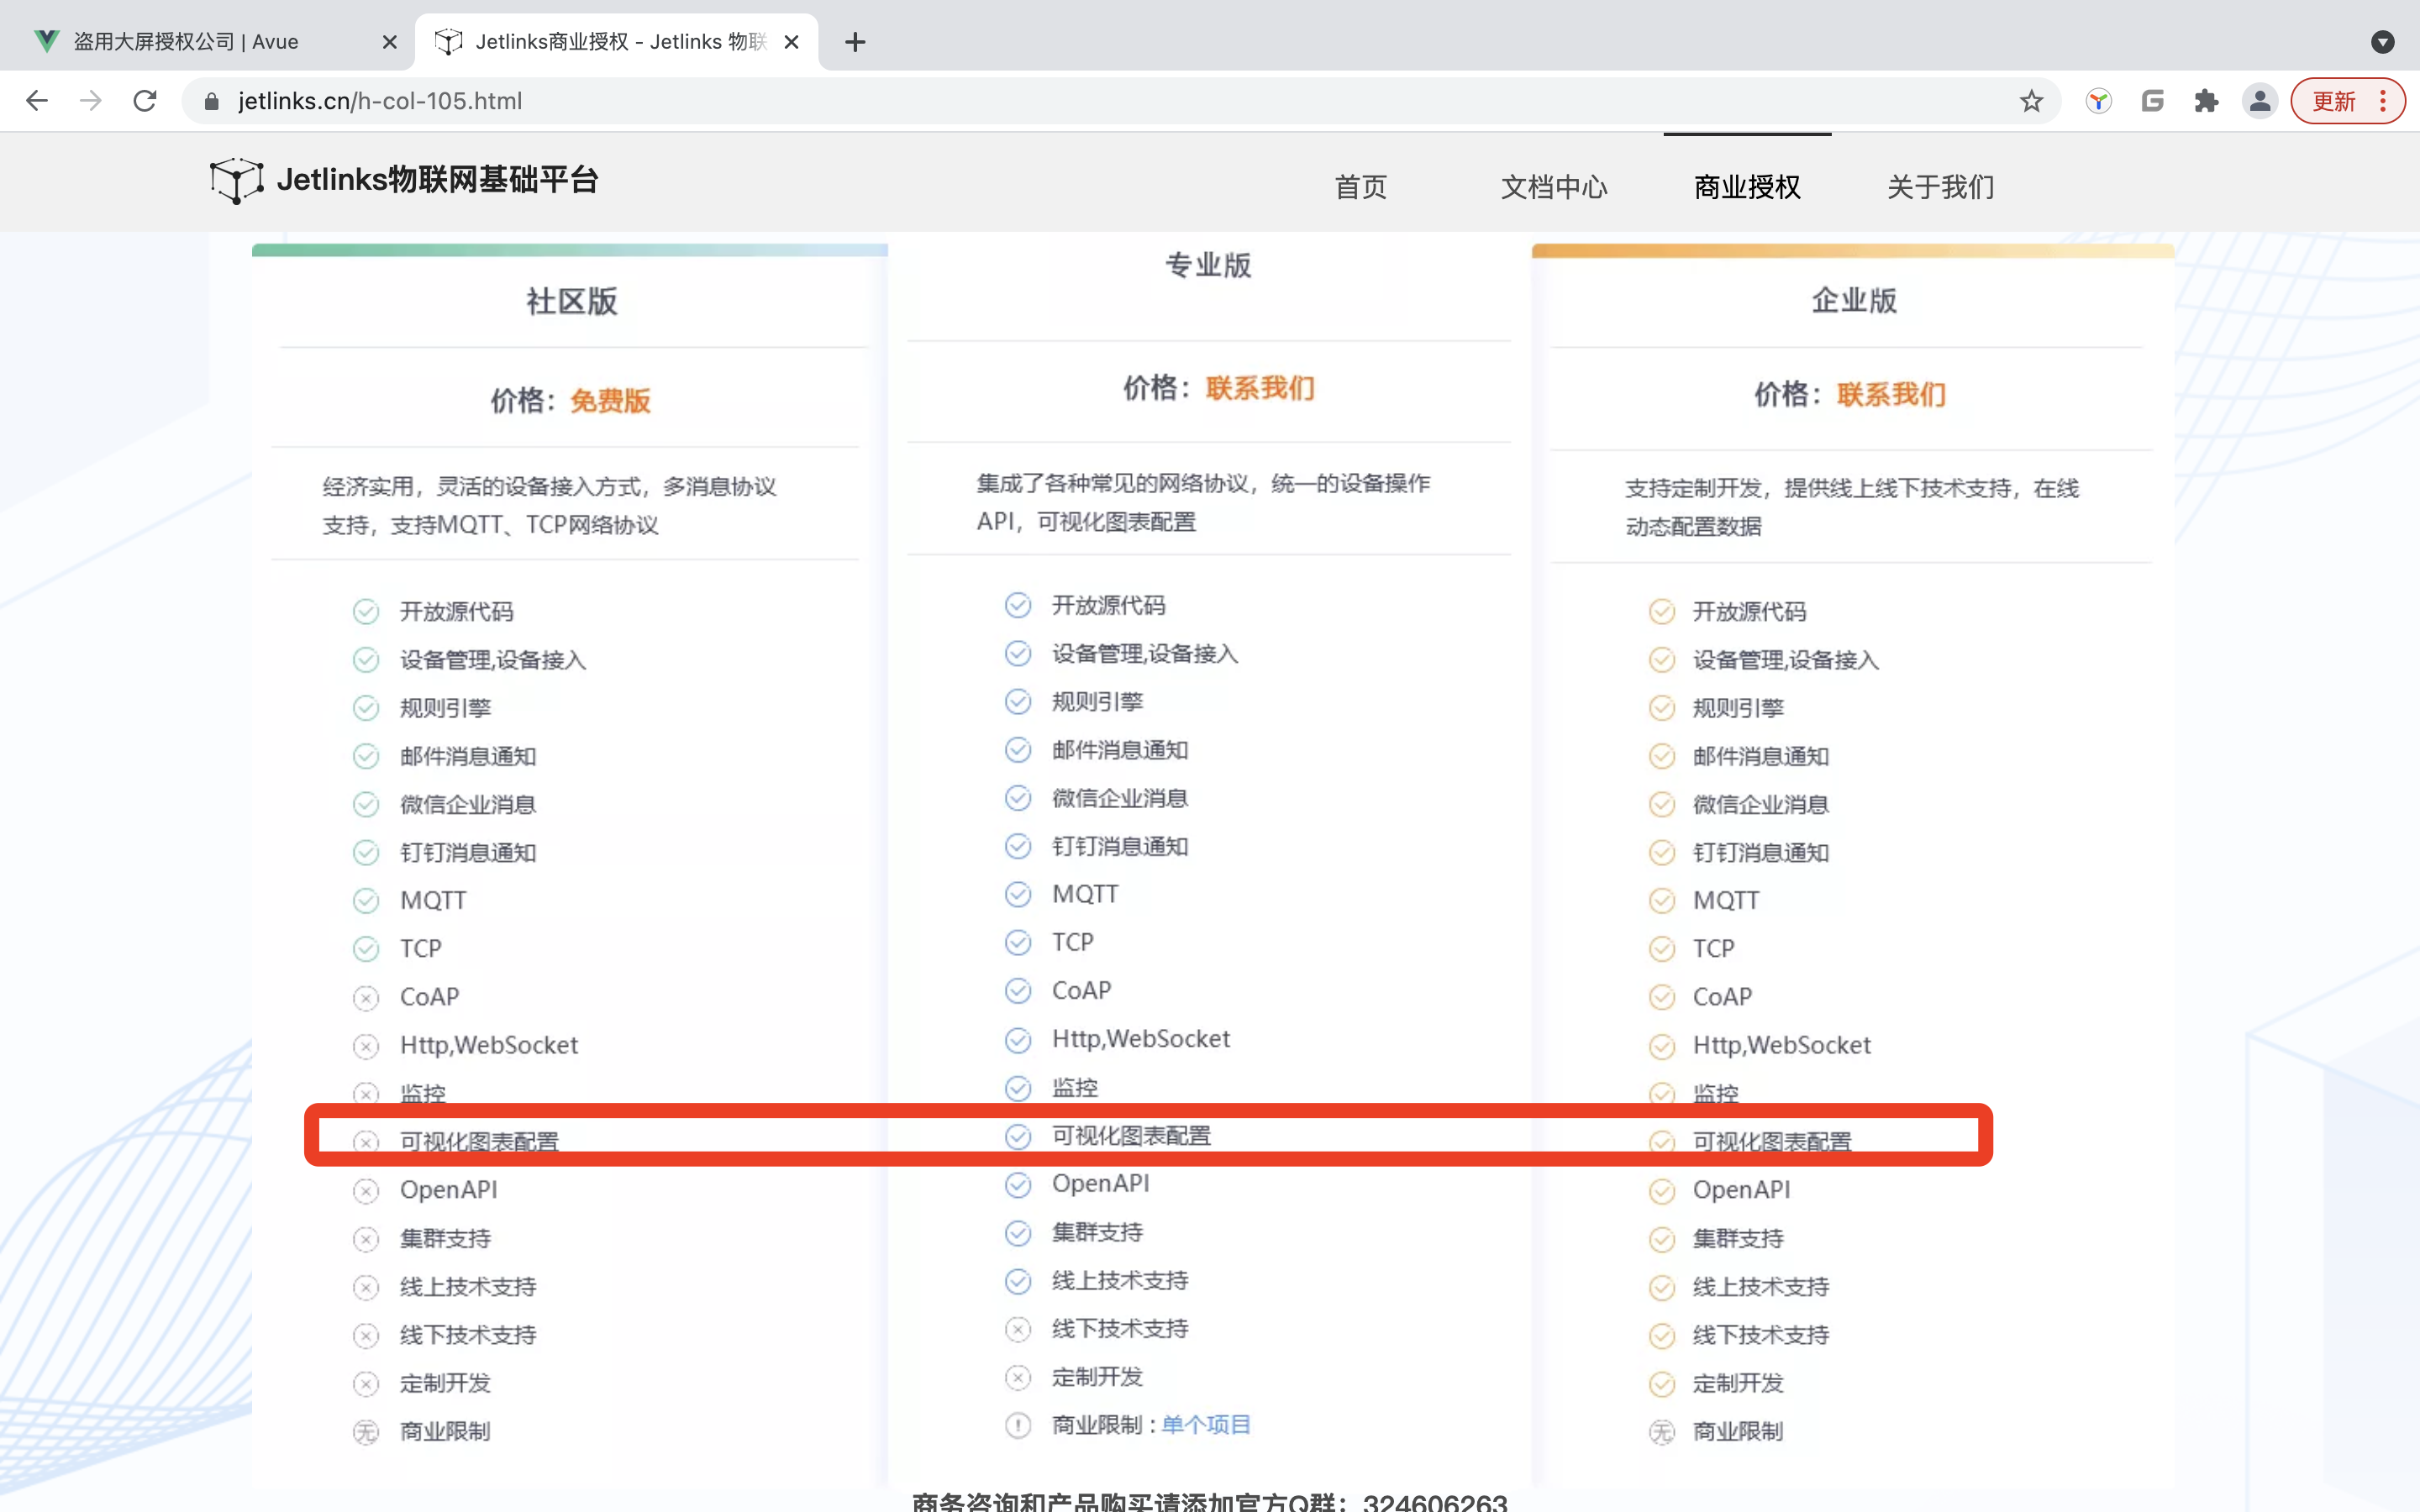 盗用大屏授权公司 | Avue
Jetlinks商业授权 - Jetlinks 物联
jetlinks.cn/h-col-105.html
更新
Jetlinks物联网基础平台
首页
文档中心
商业授权
关于我们
社区版
价格：免费版
经济实用，灵活的设备接入方式，多消息协议
支持，支持MQTT、TCP网络协议
开放源代码
设备管理,设备接入
规则引擎
邮件消息通知
微信企业消息
钉钉消息通知
MQTT
TCP
CoAP
Http,WebSocket
监控
可视化图表配置
OpenAPI
集群支持
线上技术支持
线下技术支持
定制开发
无 商业限制
专业版
价格：联系我们
集成了各种常见的网络协议，统一的设备操作
API，可视化图表配置
开放源代码
设备管理,设备接入
规则引擎
邮件消息通知
微信企业消息
钉钉消息通知
MQTT
TCP
CoAP
Http,WebSocket
监控
可视化图表配置
OpenAPI
集群支持
线上技术支持
线下技术支持
定制开发
商业限制：单个项目
企业版
价格：联系我们
支持定制开发，提供线上线下技术支持，在线
动态配置数据
开放源代码
设备管理,设备接入
规则引擎
邮件消息通知
微信企业消息
钉钉消息通知
MQTT
TCP
CoAP
Http,WebSocket
监控
可视化图表配置
OpenAPI
集群支持
线上技术支持
线下技术支持
定制开发
无 商业限制
商务咨询和产品购买请添加官方Q群：324606263